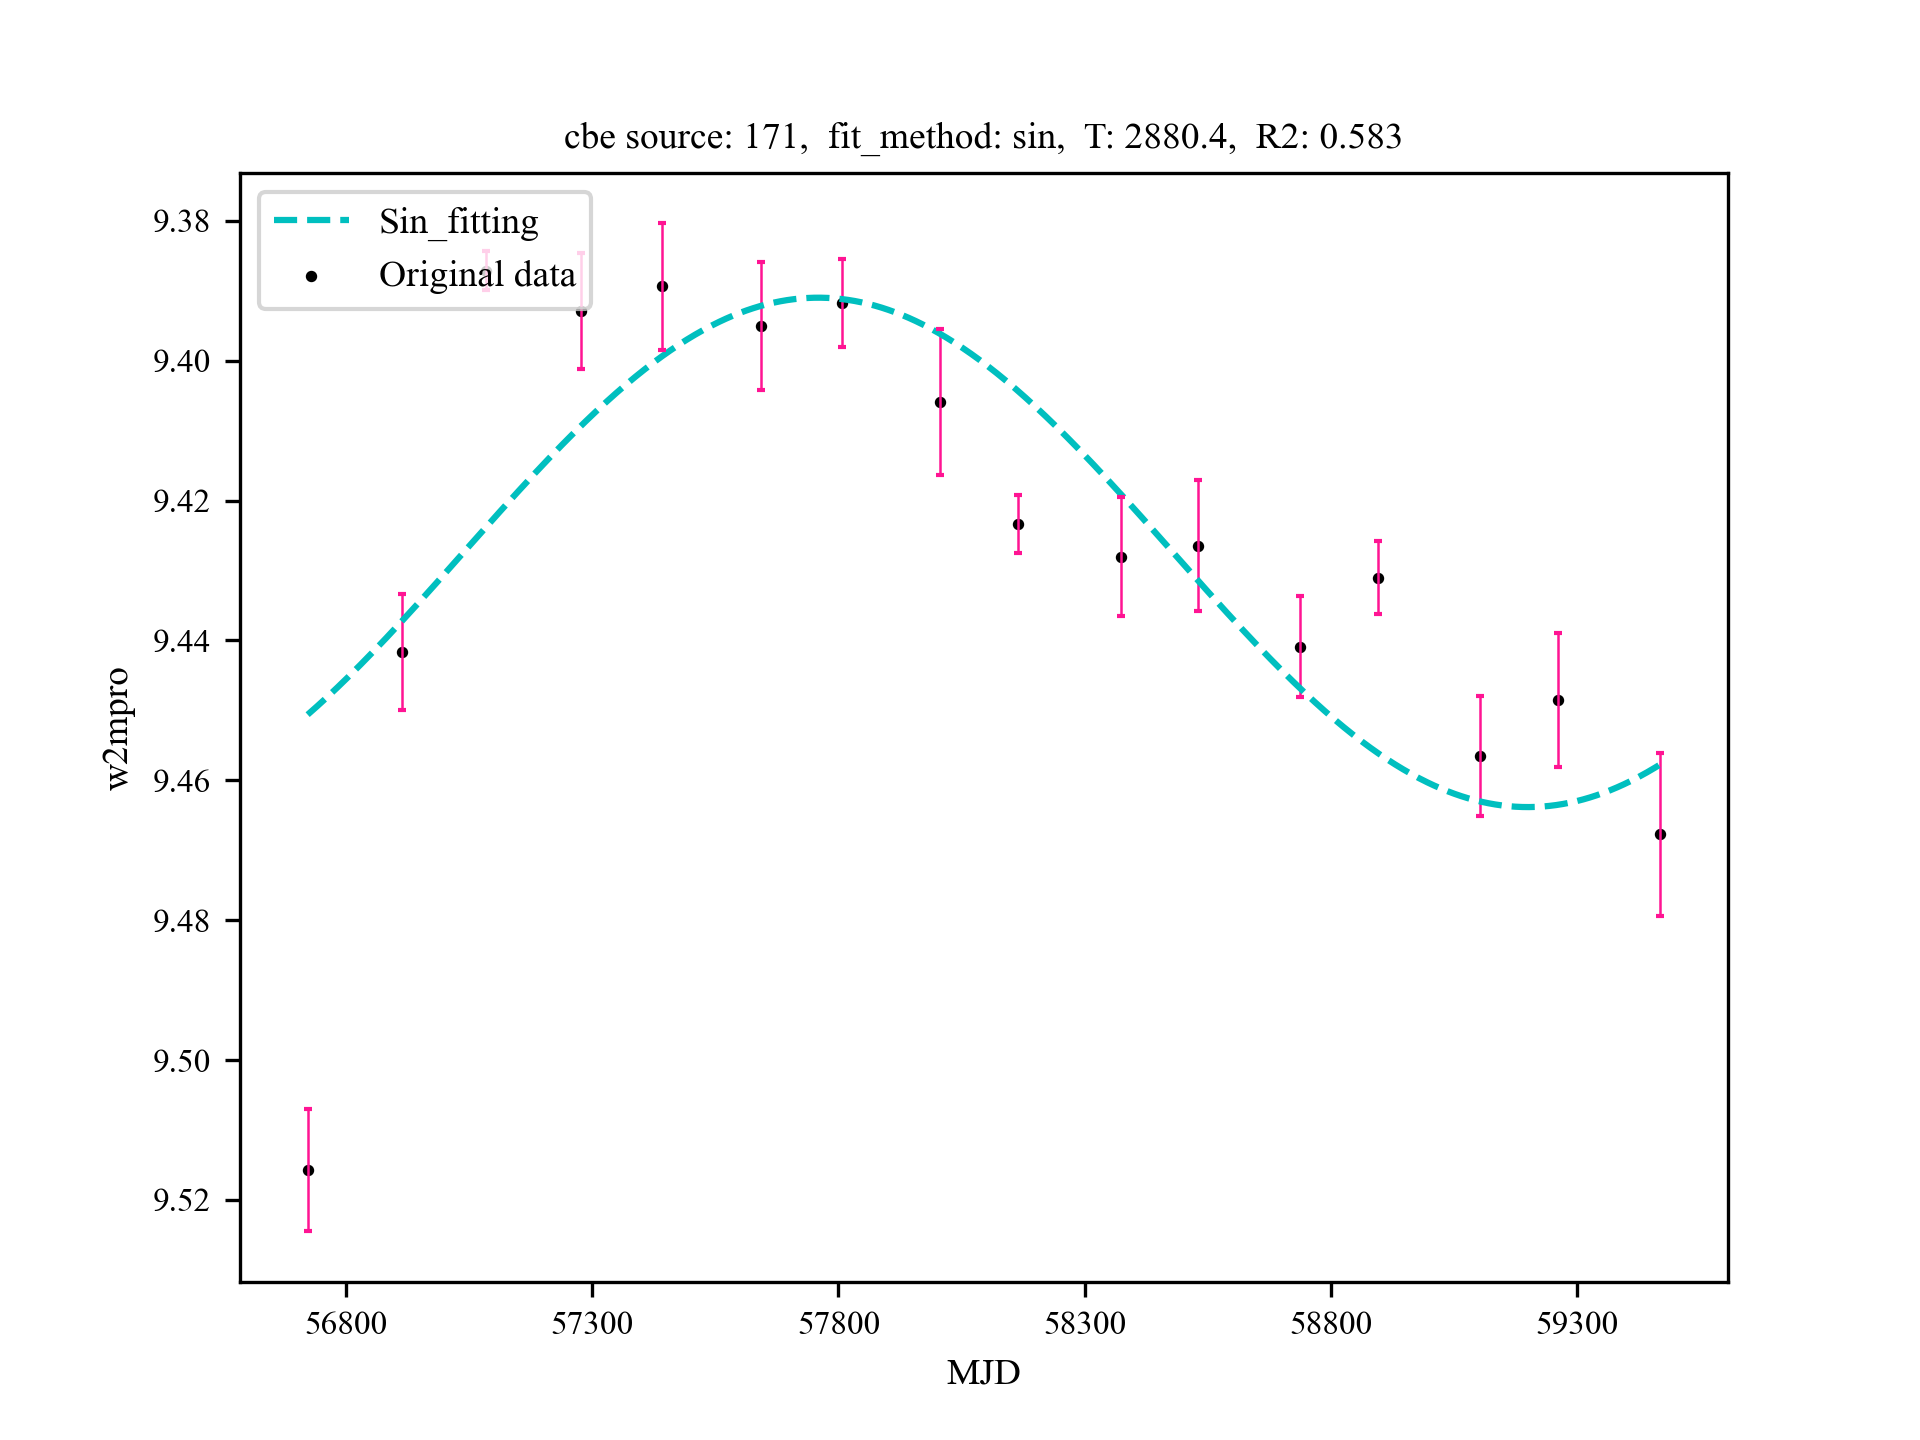 cbe source: 171,  fit_method: sin,  T: 2880.4,  R2: 0.583
Sin_fitting
Original data
9.38
9.40
9.42
9.44
9.46
9.48
9.50
9.52
w2mpro
56800
57300
57800
58300
58800
59300
MJD